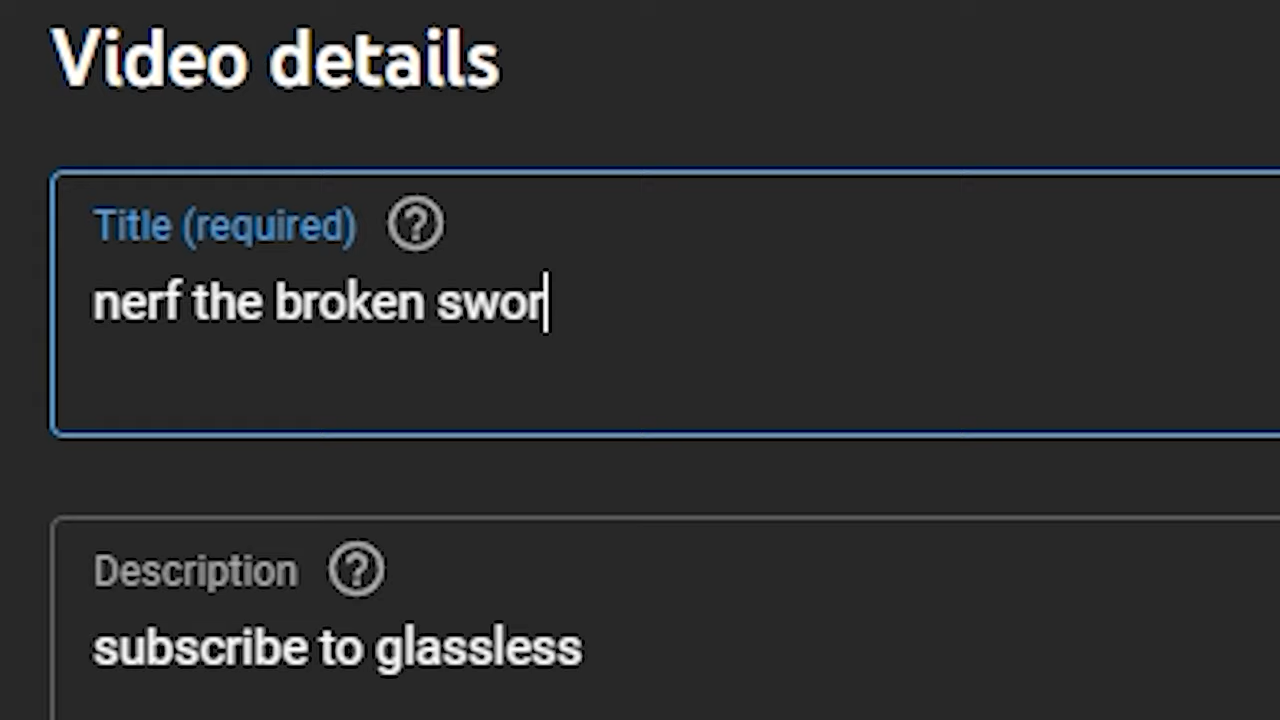 Video details
Title (required)
nerf the broken swor
Description
subscribe to glassless